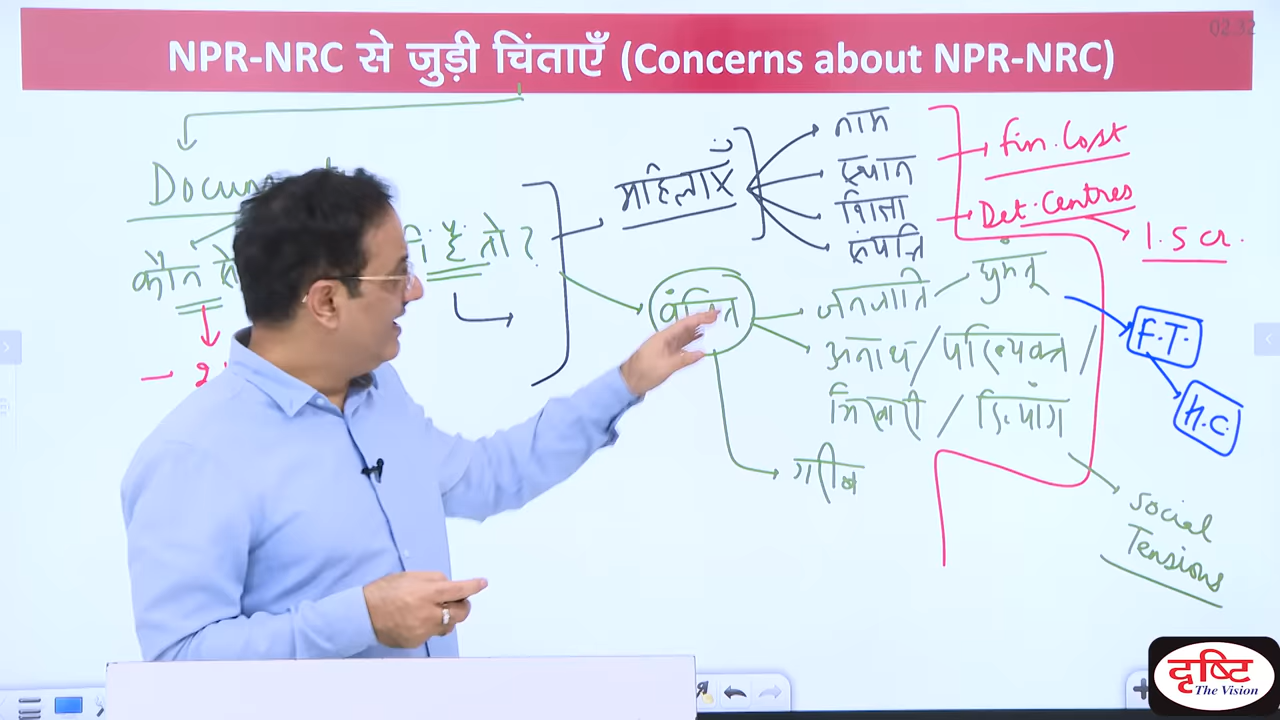 02:32
NPR-NRC से जुड़ी चिंताएँ (Concerns about NPR-NRC)
कौन से
है तो?
महिलाएँ
नाम
स्थान
शिक्षा
संपत्ति
Fin. Cost
Det. Centres
1.5 cr.
वंचित
जनजाति
घुमंतू
अनाथ / परित्यक्त /
भिखारी / दिव्यांग
गरीब
F.T.
H.C.
Social
Tensions
दृष्टि
The Vision